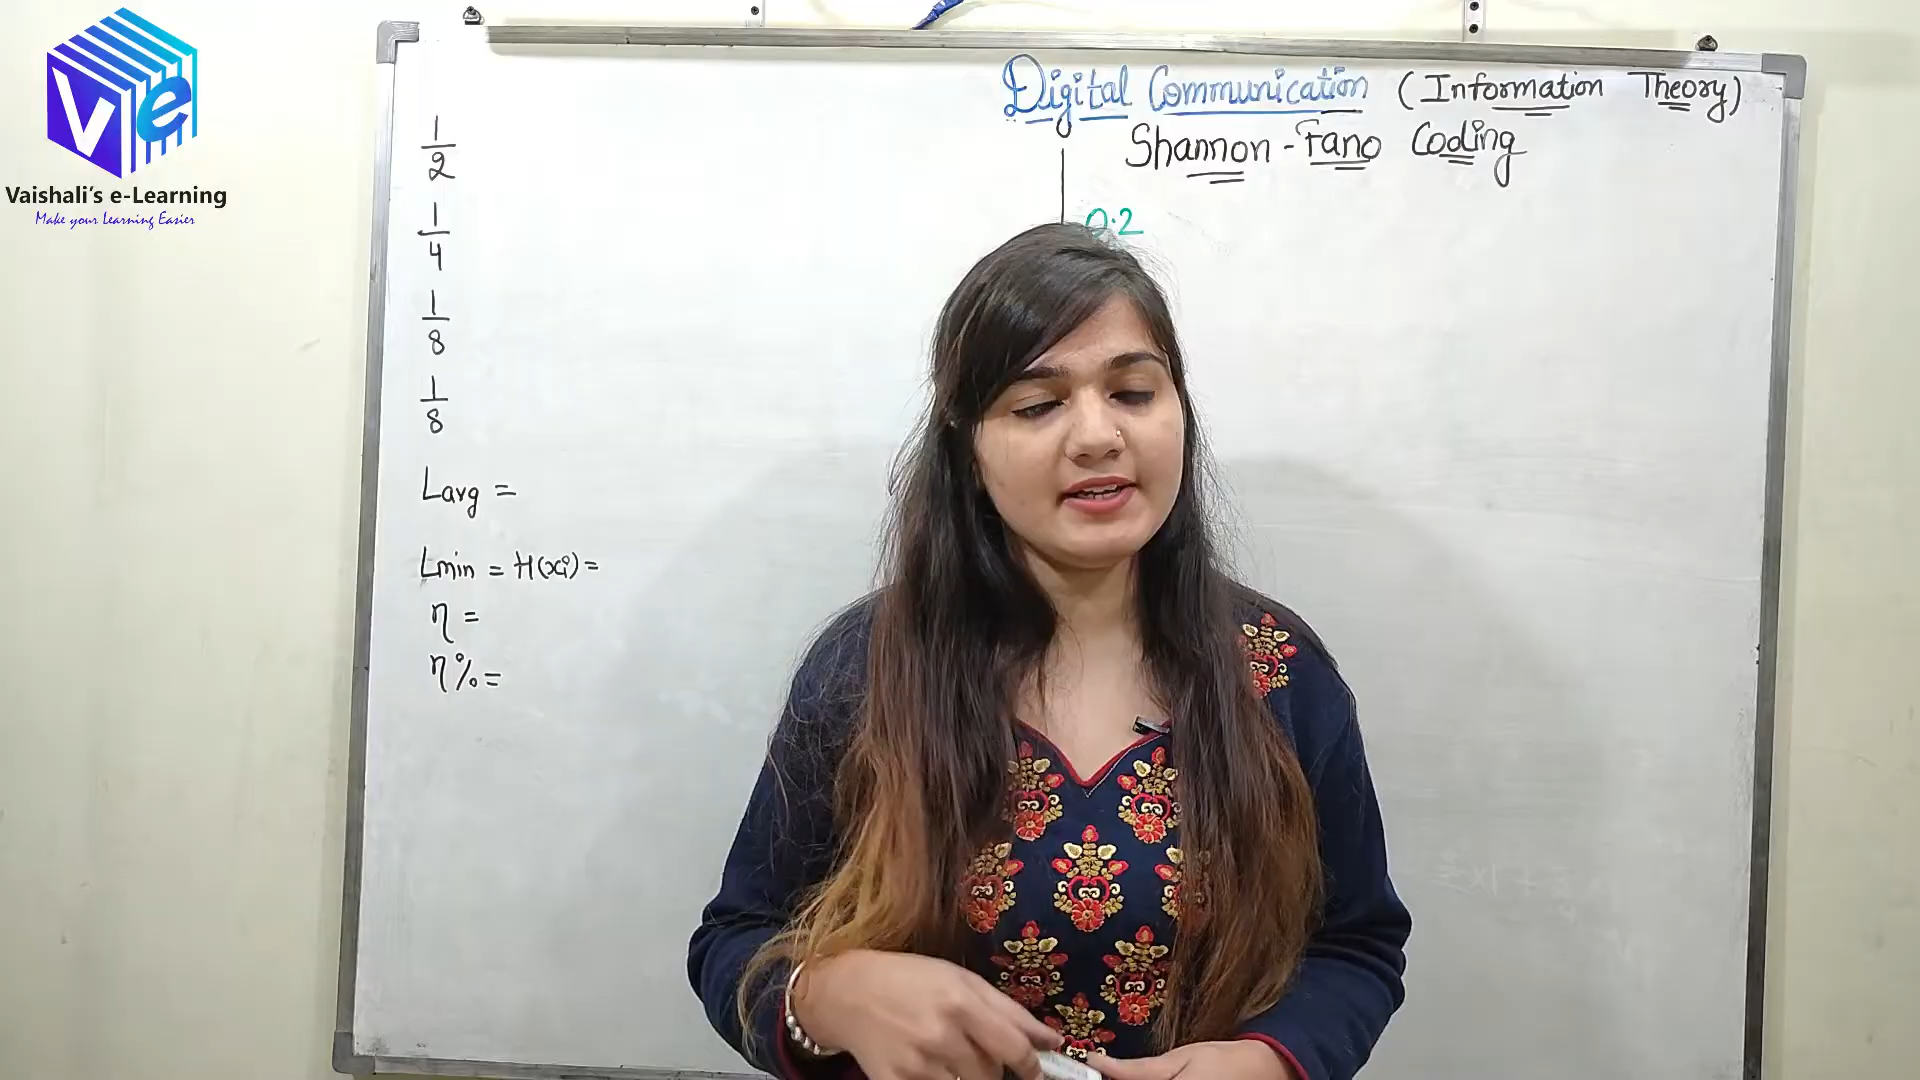 Ve
Vaishali's e-Learning
Make your Learning Easier
Digital Communication (Information Theory)
Shannon-Fano Coding
1/2
1/4
1/8
1/8
Lavg =
Lmin = H(xi) =
η =
η% =
Q.2